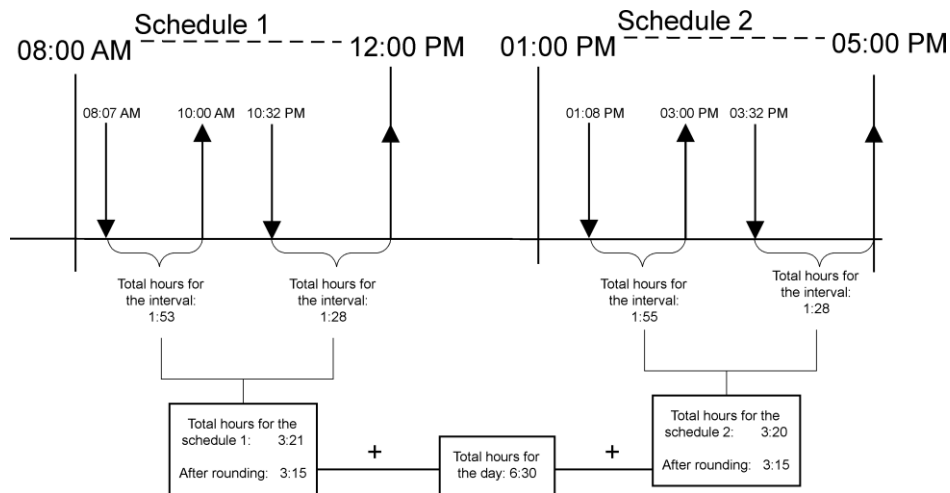 Schedule 1
08:00 AM
12:00 PM
08:07 AM
10:00 AM
10:32 PM
Total hours for
the interval:
1:53
Total hours for
the interval:
1:28
Total hours for the
schedule 1: 3:21
After rounding: 3:15
+
Total hours for
the day: 6:30
+
Schedule 2
01:00 PM
05:00 PM
01:08 PM
03:00 PM
03:32 PM
Total hours for
the interval:
1:55
Total hours for
the interval:
1:28
Total hours for the
schedule 2: 3:20
After rounding: 3:15